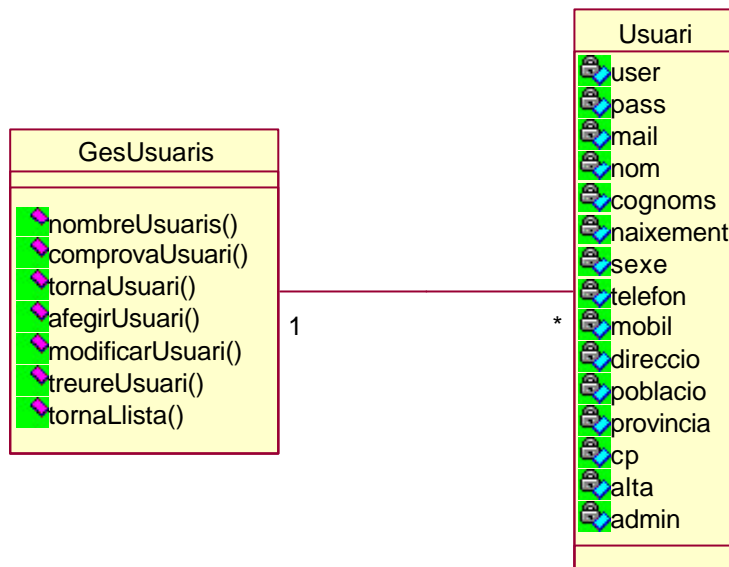 GesUsuaris
nombreUsuaris()
comprovaUsuari()
tornaUsuari()
afegirUsuari()
modificarUsuari()
treureUsuari()
tornaLlista()
1
*
Usuari
user
pass
mail
nom
cognoms
naixement
sexe
telefon
mobil
direccio
poblacio
provincia
cp
alta
admin